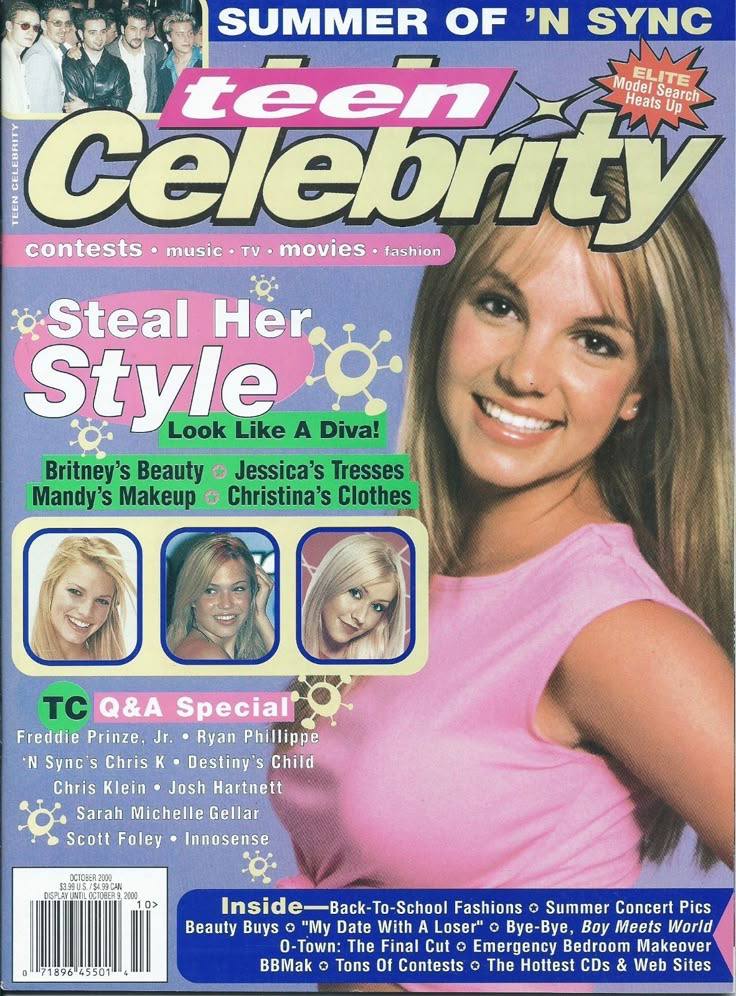 SUMMER OF 'N SYNC
ELITE
Model Search
Heats Up
TEEN CELEBRITY
teen
Celebrity
contests • music • TV • movies • fashion
Steal Her
Style
Look Like A Diva!
Britney's Beauty ✪ Jessica's Tresses
Mandy's Makeup ✪ Christina's Clothes
TC Q&A Special
Freddie Prinze, Jr. • Ryan Phillippe
'N Sync's Chris K • Destiny's Child
Chris Klein • Josh Hartnett
Sarah Michelle Gellar
Scott Foley • Innosense
OCTOBER 2000
$3.99 U.S. / $4.99 CAN
DISPLAY UNTIL OCTOBER 9, 2000
10>
0 71896 45501 4
Inside—Back-To-School Fashions ✪ Summer Concert Pics
Beauty Buys ✪ "My Date With A Loser" ✪ Bye-Bye, Boy Meets World
O-Town: The Final Cut ✪ Emergency Bedroom Makeover
BBMak ✪ Tons Of Contests ✪ The Hottest CDs & Web Sites